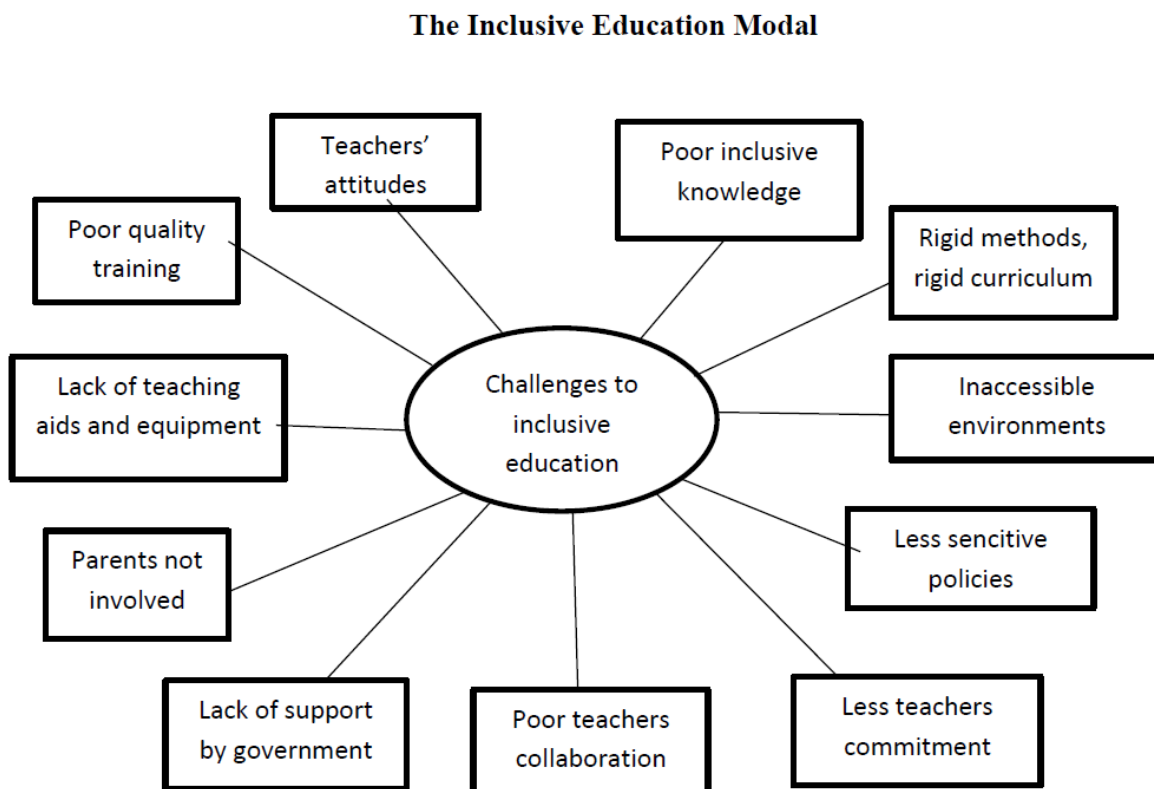 The Inclusive Education Modal
Teachers’
attitudes
Poor inclusive
knowledge
Poor quality
training
Rigid methods,
rigid curriculum
Lack of teaching
aids and equipment
Challenges to
inclusive
education
Inaccessible
environments
Parents not
involved
Less sencitive
policies
Lack of support
by government
Poor teachers
collaboration
Less teachers
commitment